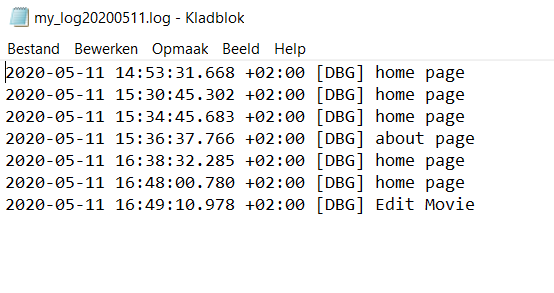 my_log20200511.log - Kladblok
Bestand Bewerken Opmaak Beeld Help
2020-05-11 14:53:31.668 +02:00 [DBG] home page
2020-05-11 15:30:45.302 +02:00 [DBG] home page
2020-05-11 15:34:45.683 +02:00 [DBG] home page
2020-05-11 15:36:37.766 +02:00 [DBG] about page
2020-05-11 16:38:32.285 +02:00 [DBG] home page
2020-05-11 16:48:00.780 +02:00 [DBG] home page
2020-05-11 16:49:10.978 +02:00 [DBG] Edit Movie